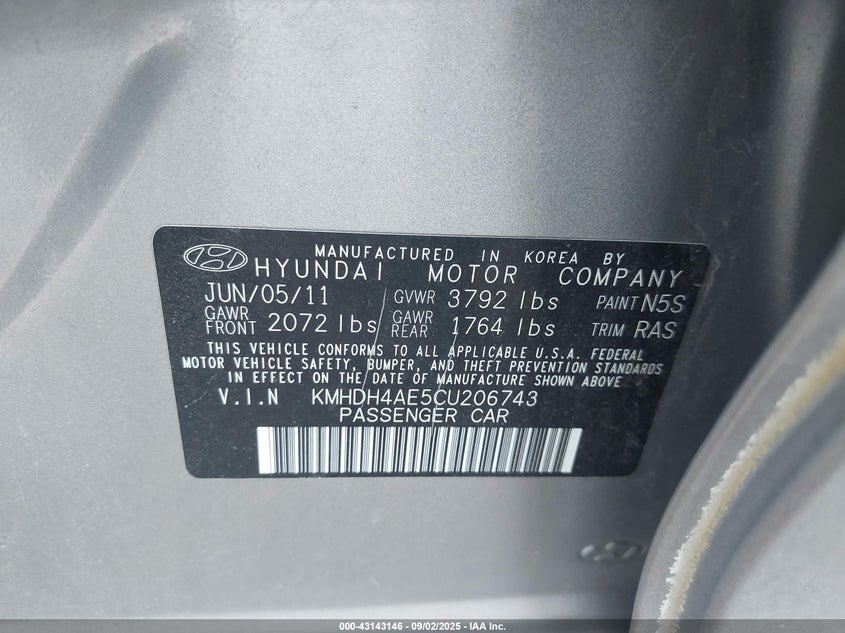 MANUFACTURED IN KOREA BY
HYUNDAI MOTOR COMPANY
JUN/05/11 GVWR 3792 lbs PAINT N5S
GAWR FRONT 2072 lbs GAWR REAR 1764 lbs TRIM RAS
THIS VEHICLE CONFORMS TO ALL APPLICABLE U.S.A. FEDERAL
MOTOR VEHICLE SAFETY, BUMPER, AND THEFT PREVENTION STANDARDS
IN EFFECT ON THE DATE OF MANUFACTURE SHOWN ABOVE
V.I.N KMHDH4AE5CU206743
PASSENGER CAR
000-43143146 - 09/02/2025 - IAA Inc.